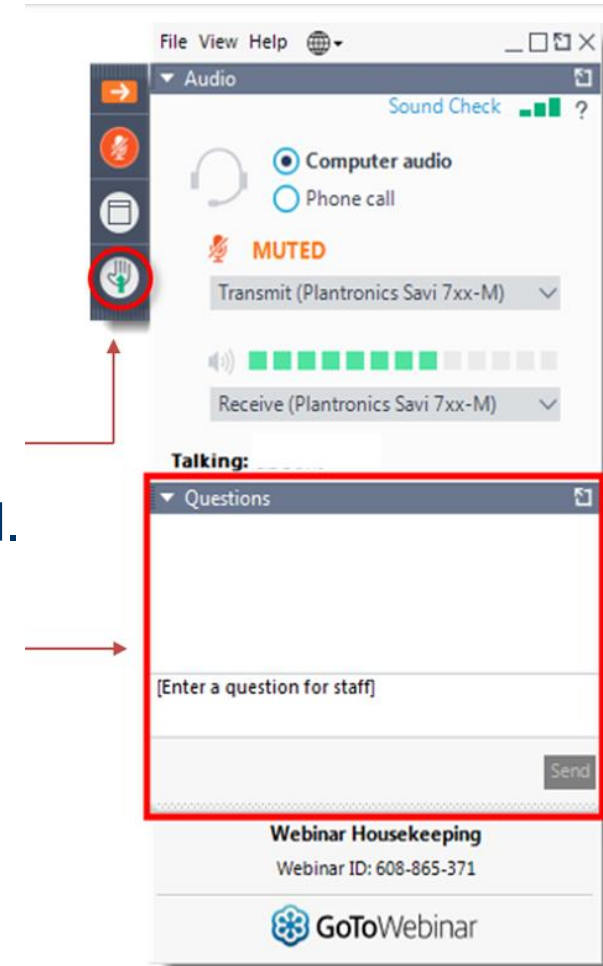 File View Help
Audio
Sound Check ?
Computer audio
Phone call
MUTED
Transmit (Plantronics Savi 7xx-M)
Receive (Plantronics Savi 7xx-M)
Talking:
Questions
[Enter a question for staff]
Send
Webinar Housekeeping
Webinar ID: 608-865-371
GoToWebinar